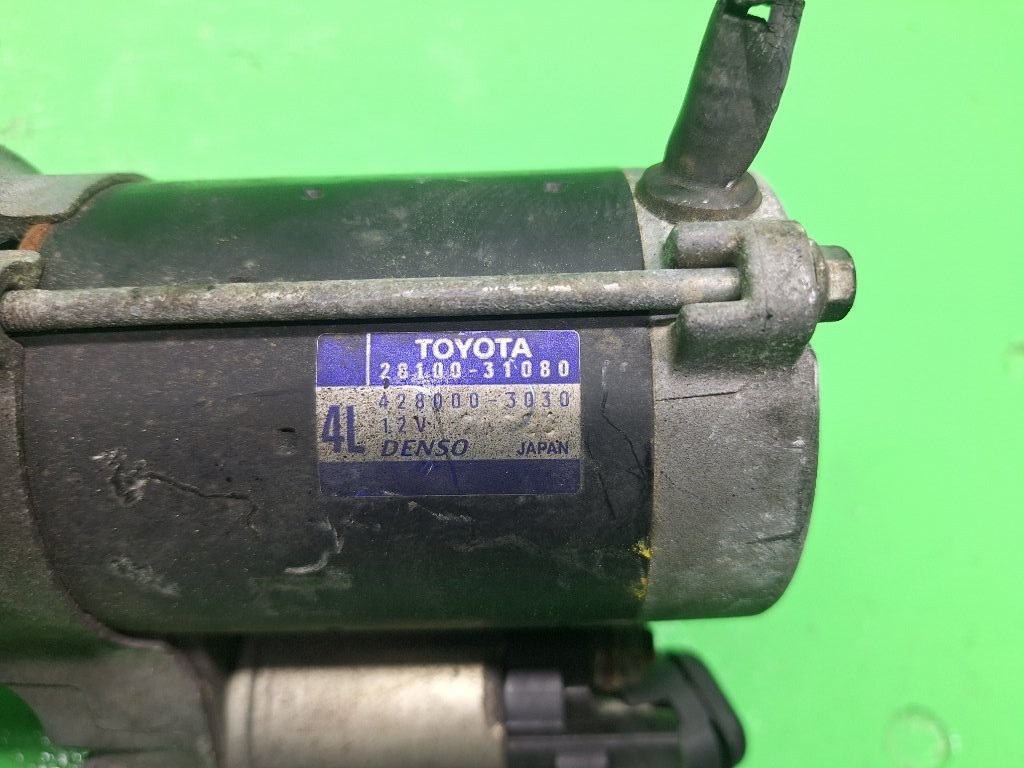 TOYOTA
28100-31080
428000-3030
4L 12V
DENSO JAPAN